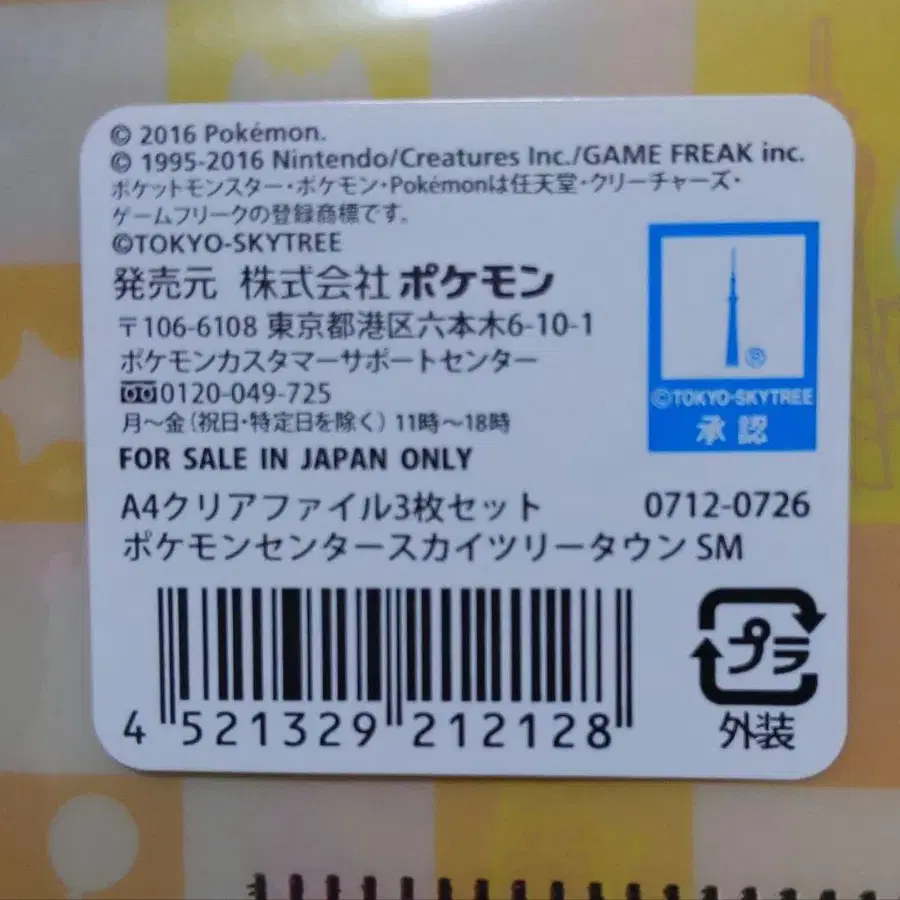 © 2016 Pokémon.
© 1995-2016 Nintendo/Creatures Inc./GAME FREAK inc.
ポケットモンスター・ポケモン・Pokémonは任天堂・クリーチャーズ・
ゲームフリークの登録商標です。
©TOKYO-SKYTREE
発売元 株式会社ポケモン
〒106-6108 東京都港区六本木6-10-1
ポケモンカスタマーサポートセンター
0120-049-725
月～金（祝日・特定日を除く）11時～18時
FOR SALE IN JAPAN ONLY
®
©TOKYO-SKYTREE
承認
A4クリアファイル3枚セット 0712-0726
ポケモンセンタースカイツリータウン SM
4 521329 212128
プラ
外装